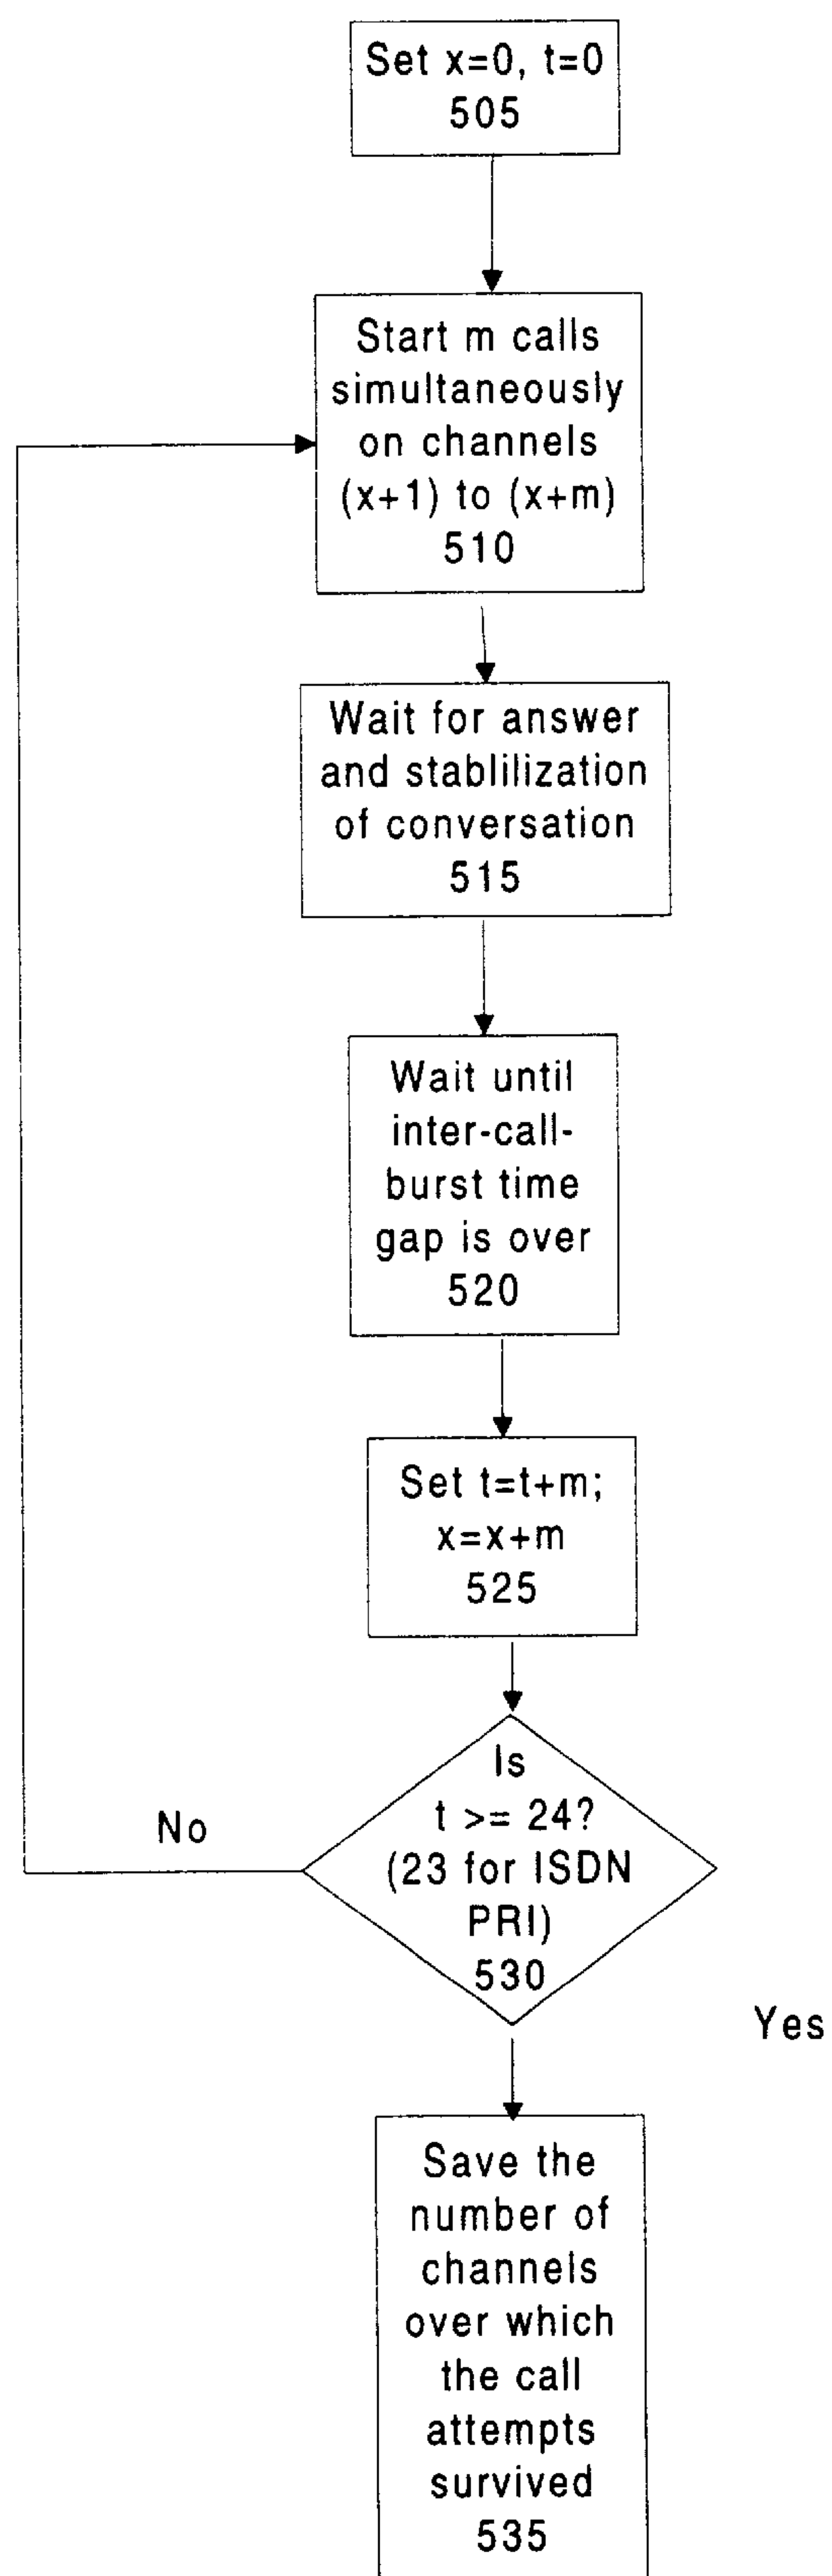 Set x=0, t=0
505
Start m calls
simultaneously
on channels
(x+1) to (x+m)
510
Wait for answer
and stablilization
of conversation
515
Wait until
inter-call-
burst time
gap is over
520
Set t=t+m;
x=x+m
525
Is
t >= 24?
(23 for ISDN
PRI)
530
No
Yes
Save the
number of
channels
over which
the call
attempts
survived
535